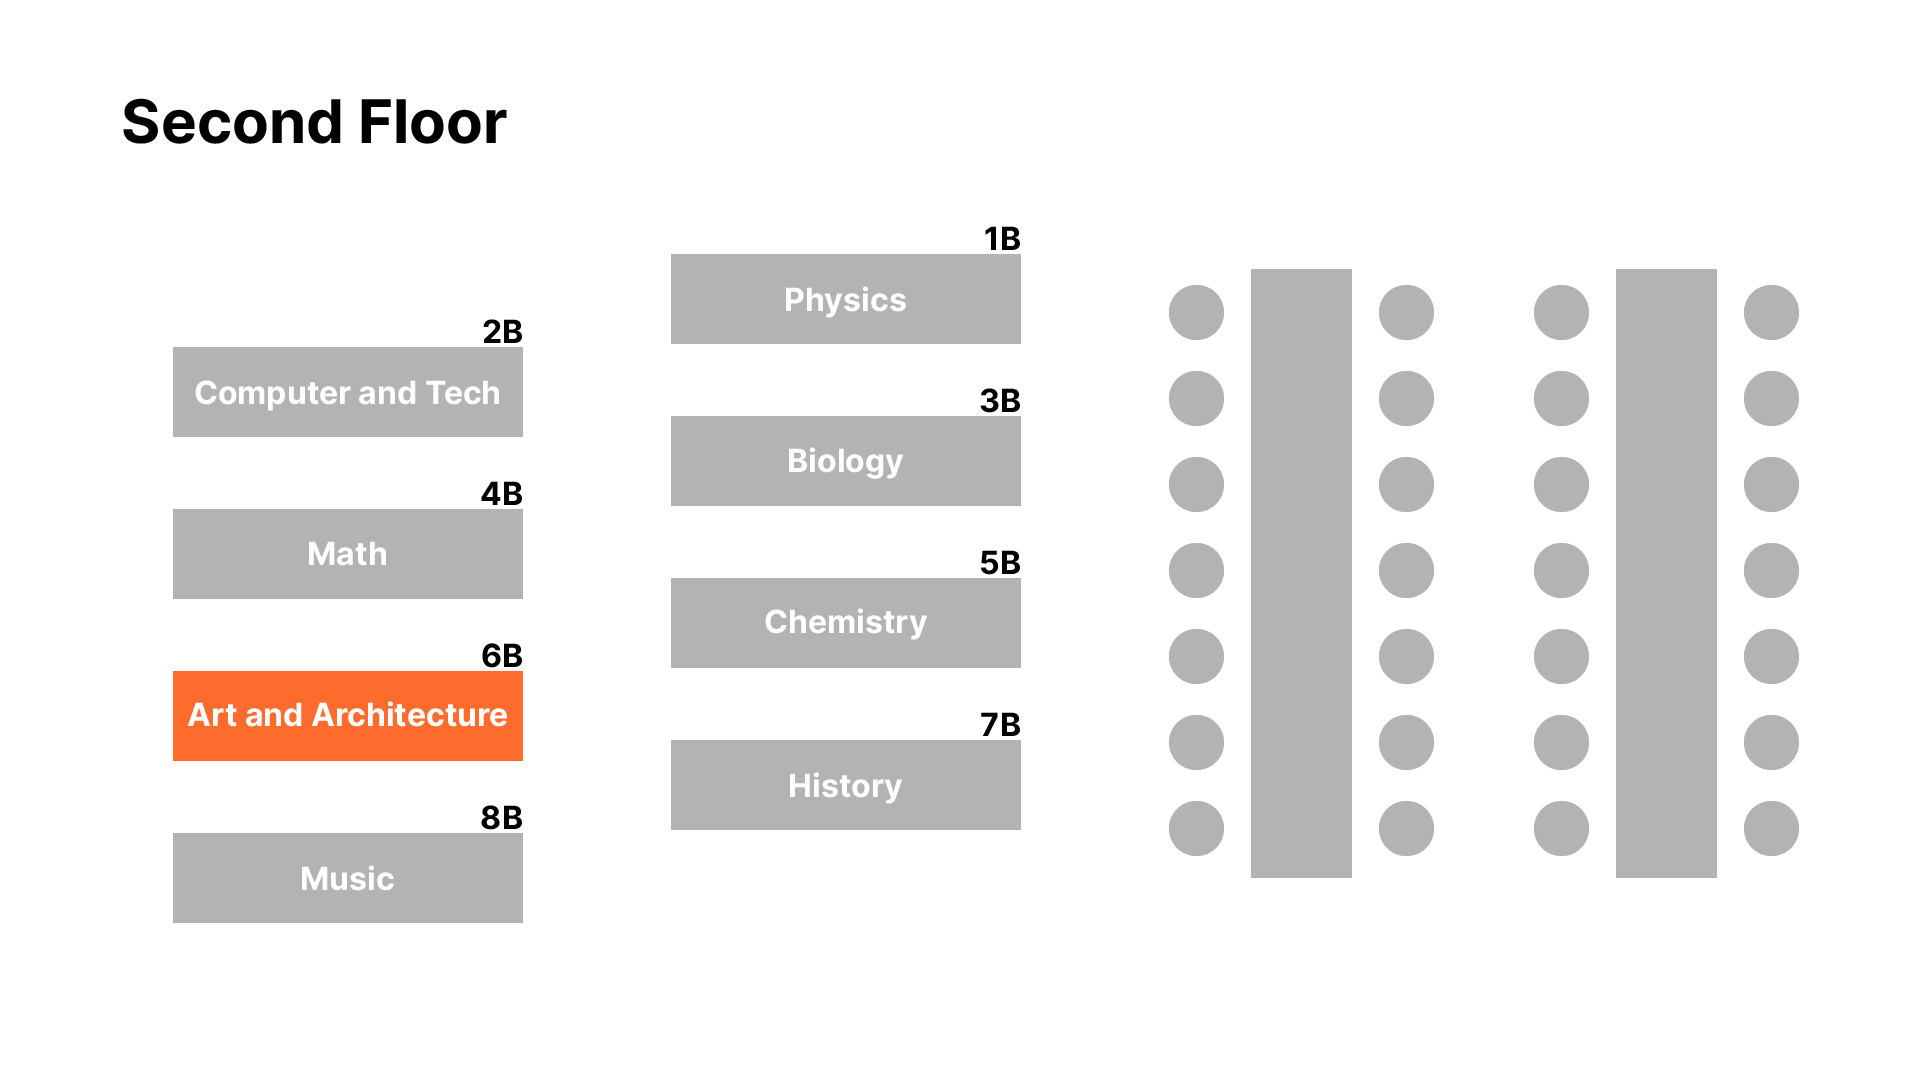 Second Floor
1B
Physics
2B
Computer and Tech
3B
Biology
4B
Math
5B
Chemistry
6B
Art and Architecture
7B
History
8B
Music